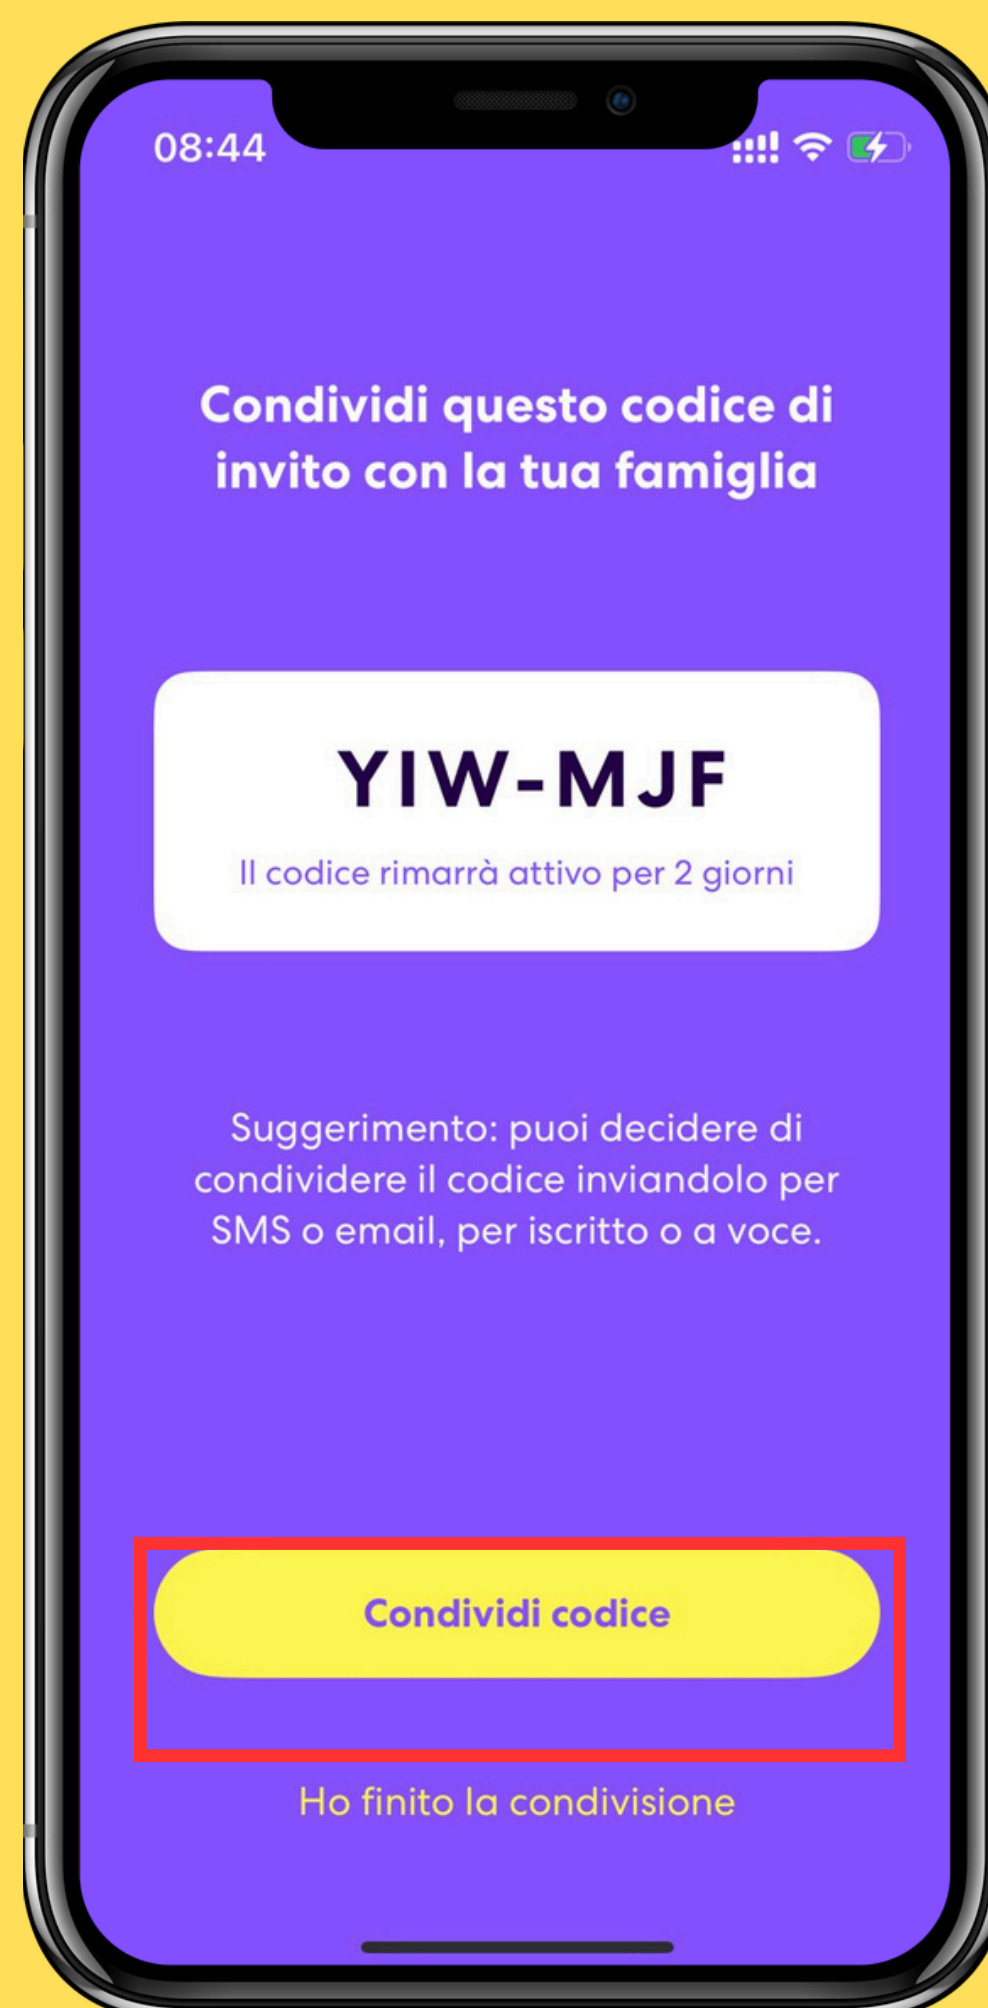 08:44
Condividi questo codice di
invito con la tua famiglia
YIW-MJF
Il codice rimarrà attivo per 2 giorni
Suggerimento: puoi decidere di
condividere il codice inviandolo per
SMS o email, per iscritto o a voce.
Condividi codice
Ho finito la condivisione